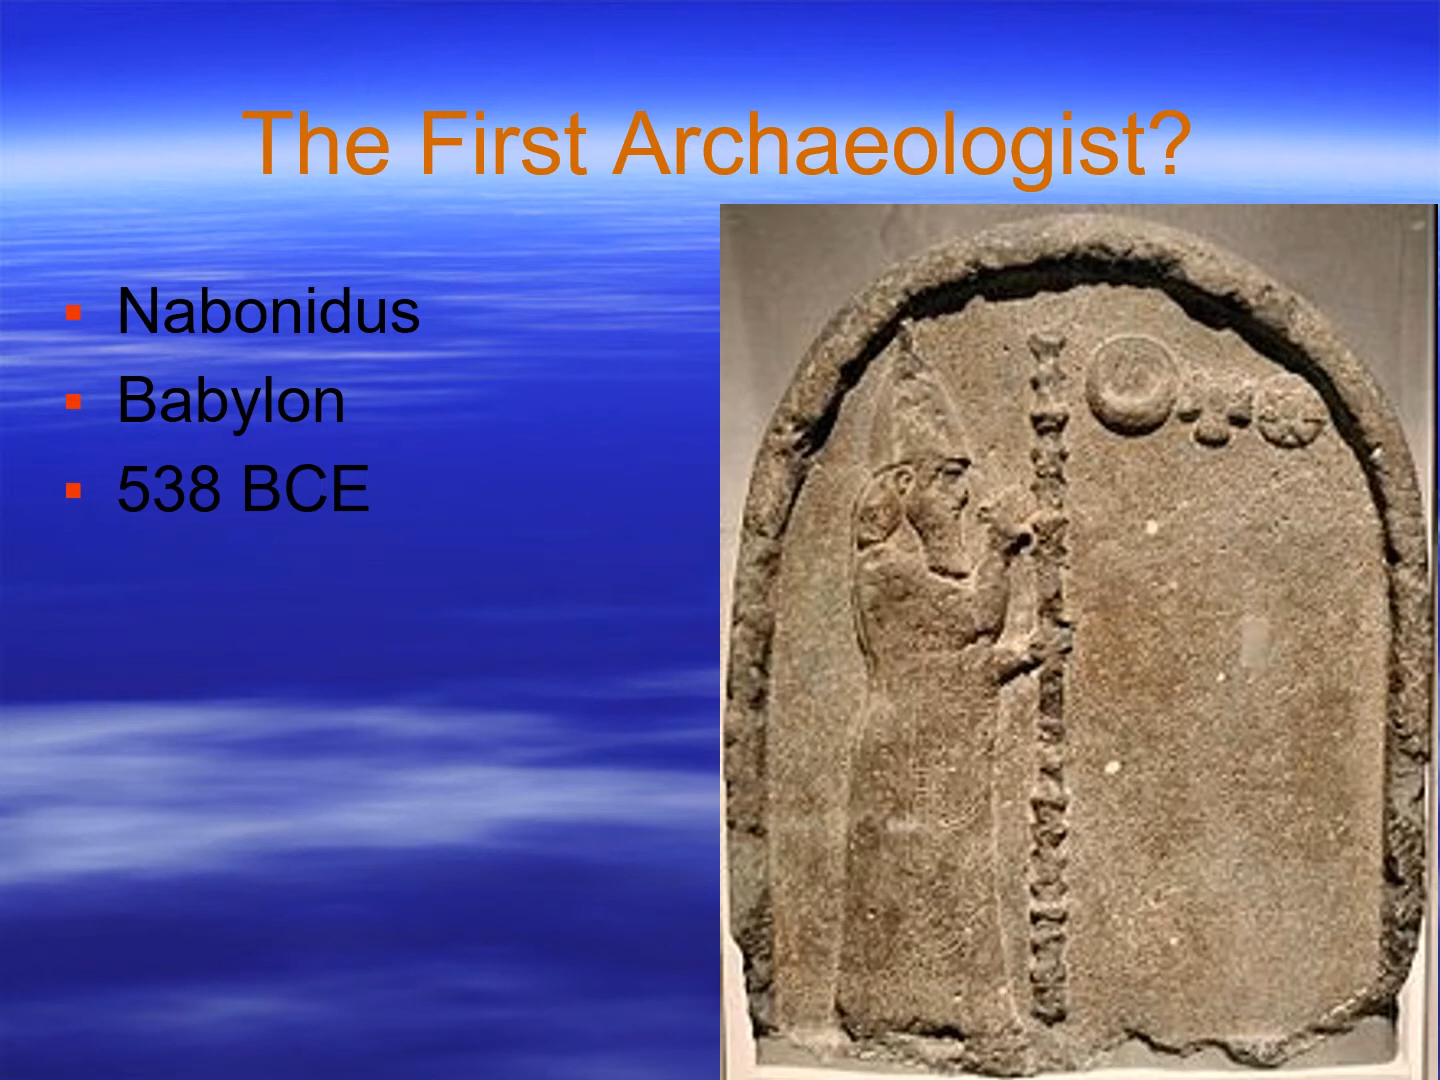 The First Archaeologist?
▪ Nabonidus
▪ Babylon
▪ 538 BCE